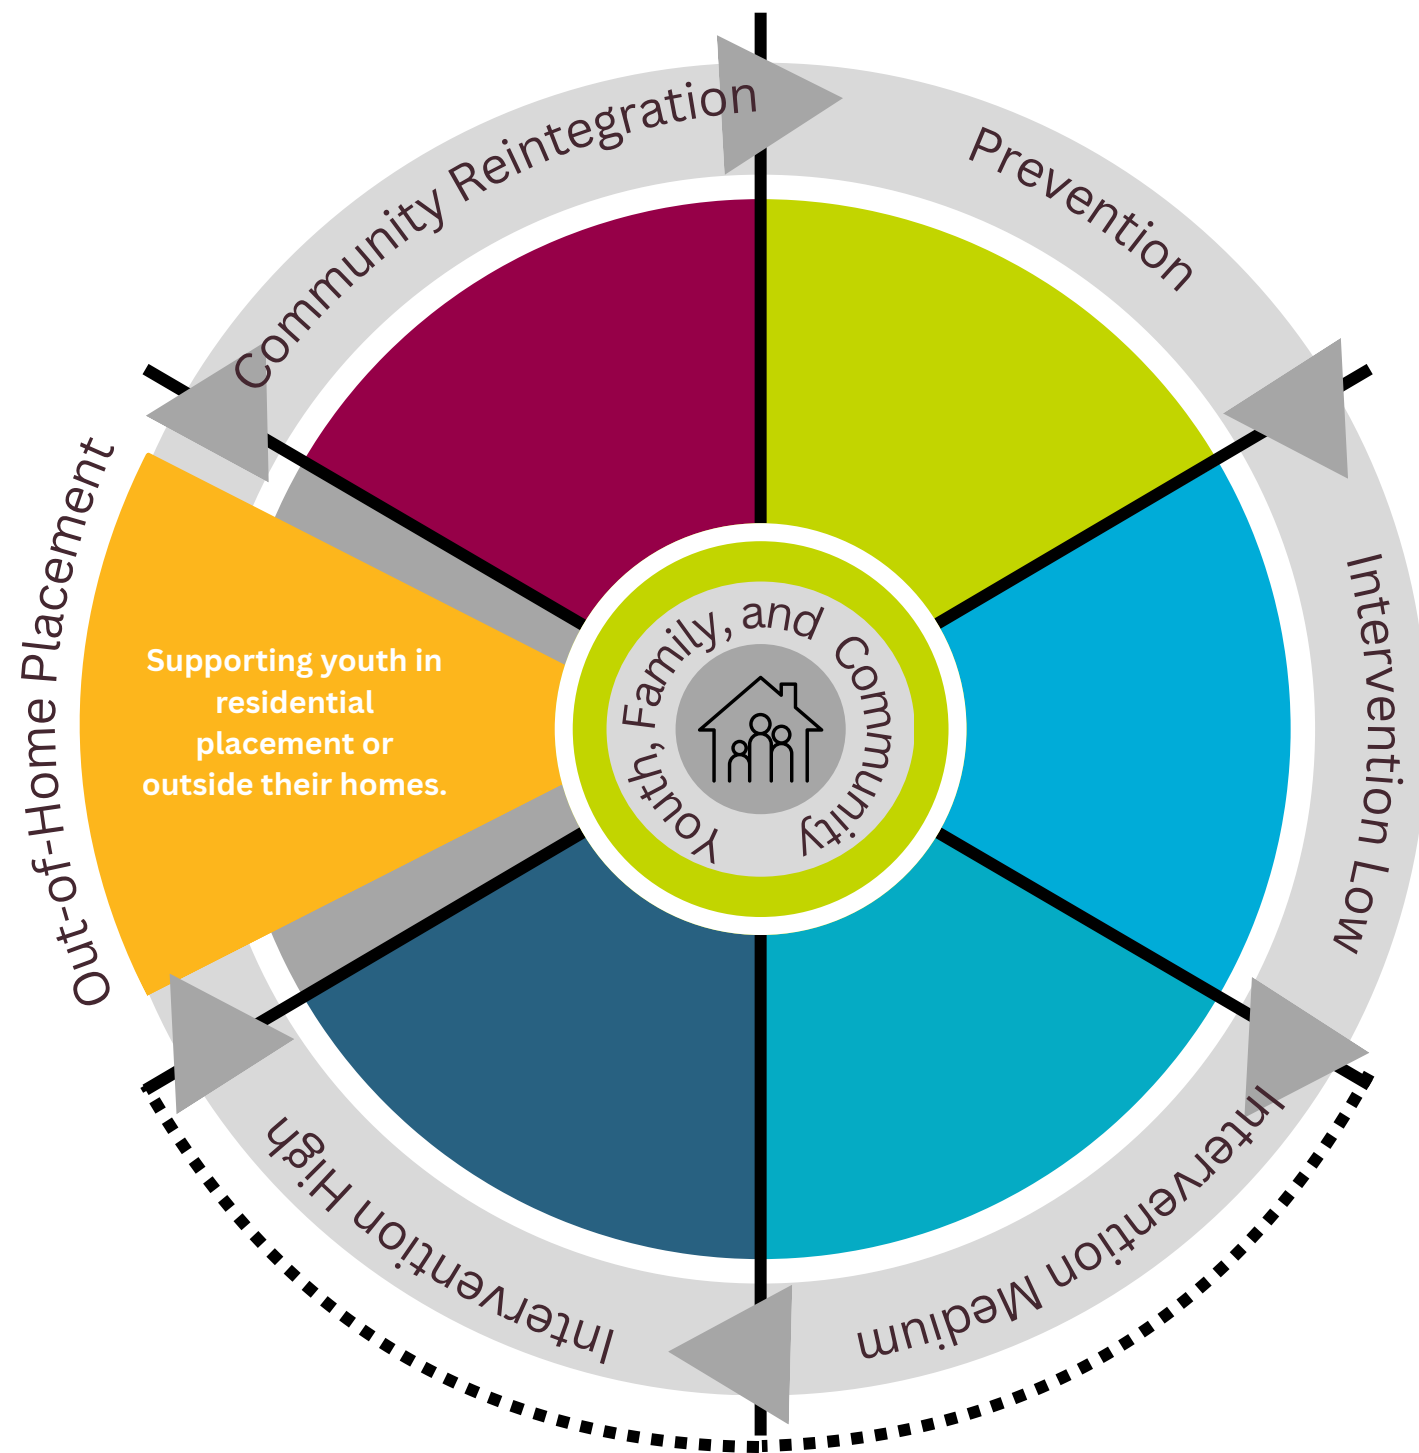 Community Reintegration
Prevention
Intervention Low
Intervention Medium
Intervention High
Out-of-Home Placement
Supporting youth in
residential
placement or
outside their homes.
Youth, Family, and Community